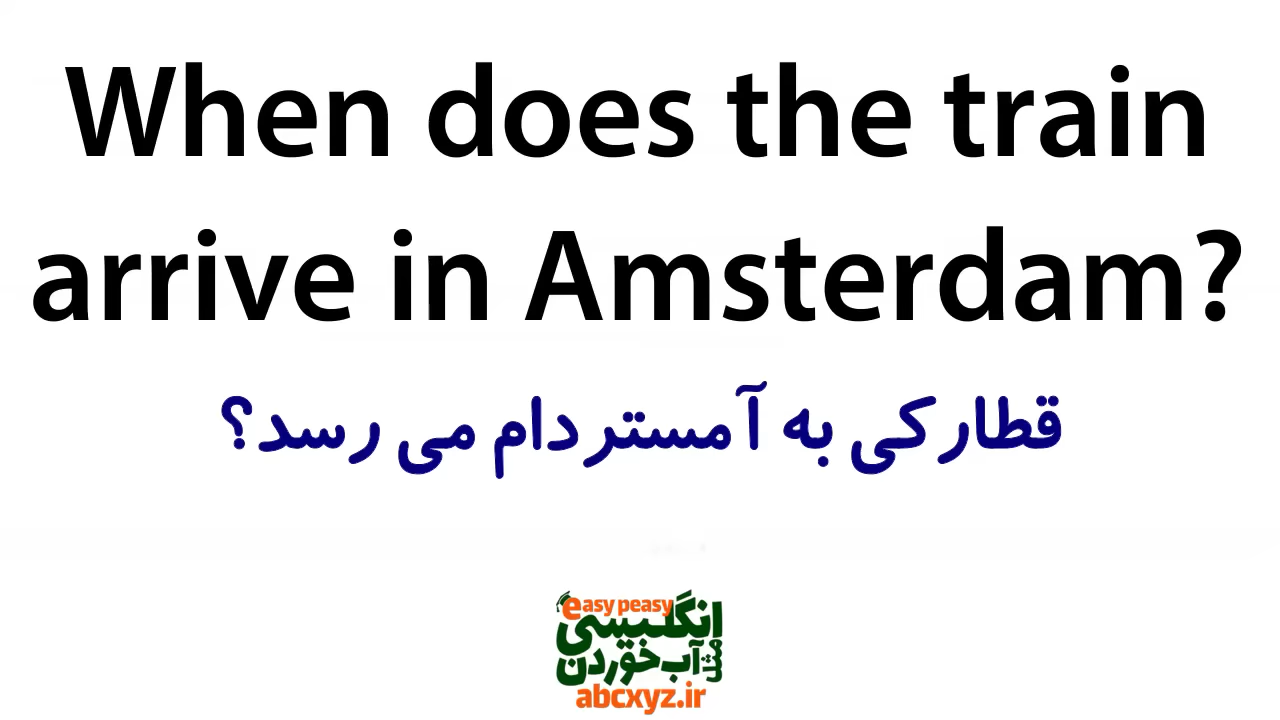 When does the train
arrive in Amsterdam?
قطار کی به آمستردام می رسد؟
easy peasy
انگلیسی
مثل آب خوردن
abcxyz.ir